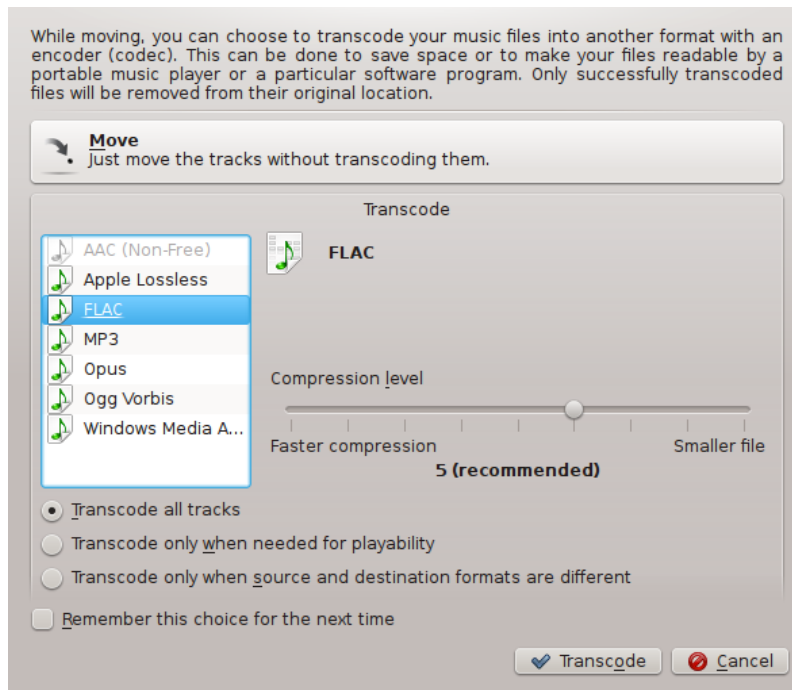 While moving, you can choose to transcode your music files into another format with an
encoder (codec). This can be done to save space or to make your files readable by a
portable music player or a particular software program. Only successfully transcoded
files will be removed from their original location.
Move
Just move the tracks without transcoding them.
Transcode
AAC (Non-Free)
Apple Lossless
FLAC
MP3
Opus
Ogg Vorbis
Windows Media A...
FLAC
Compression level
Faster compression
Smaller file
5 (recommended)
Transcode all tracks
Transcode only when needed for playability
Transcode only when source and destination formats are different
Remember this choice for the next time
Transcode
Cancel